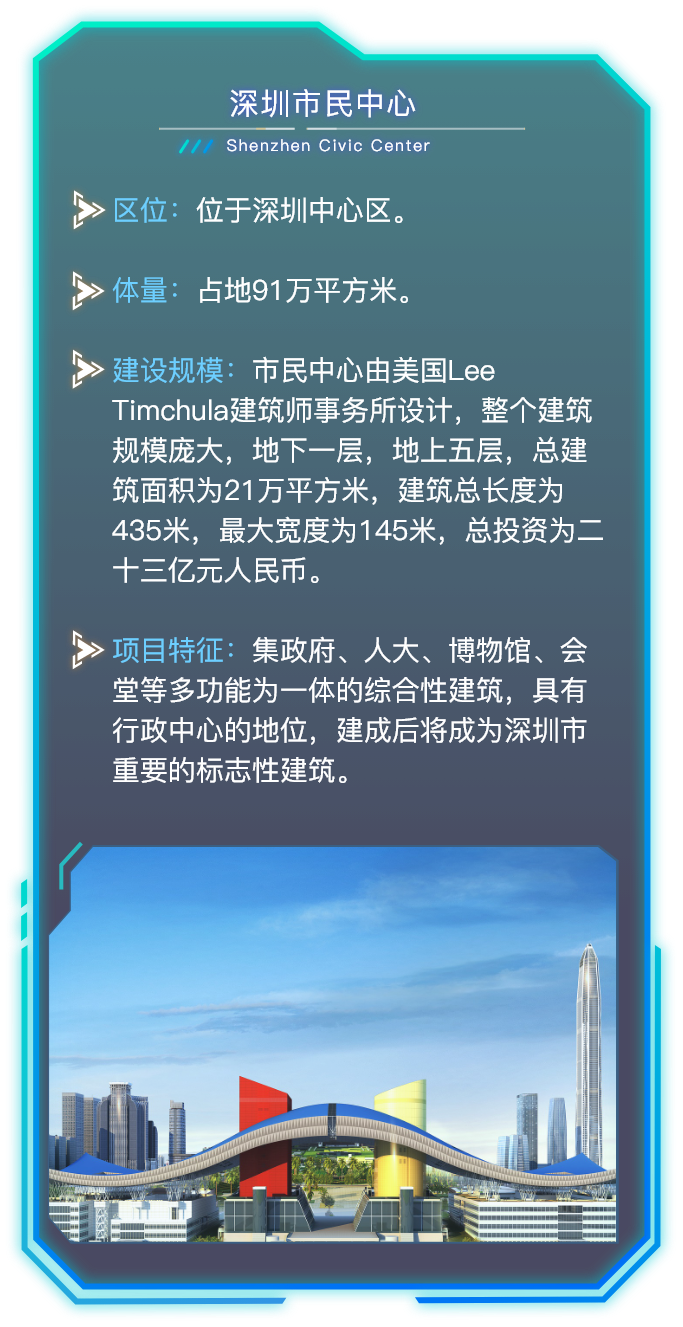 深圳市民中心
Shenzhen Civic Center
区位：位于深圳中心区。
体量：占地91万平方米。
建设规模：市民中心由美国Lee
Timchula建筑师事务所设计，整个建筑
规模庞大，地下一层，地上五层，总建
筑面积为21万平方米，建筑总长度为
435米，最大宽度为145米，总投资为二
十三亿元人民币。
项目特征：集政府、人大、博物馆、会
堂等多功能为一体的综合性建筑，具有
行政中心的地位，建成后将成为深圳市
重要的标志性建筑。